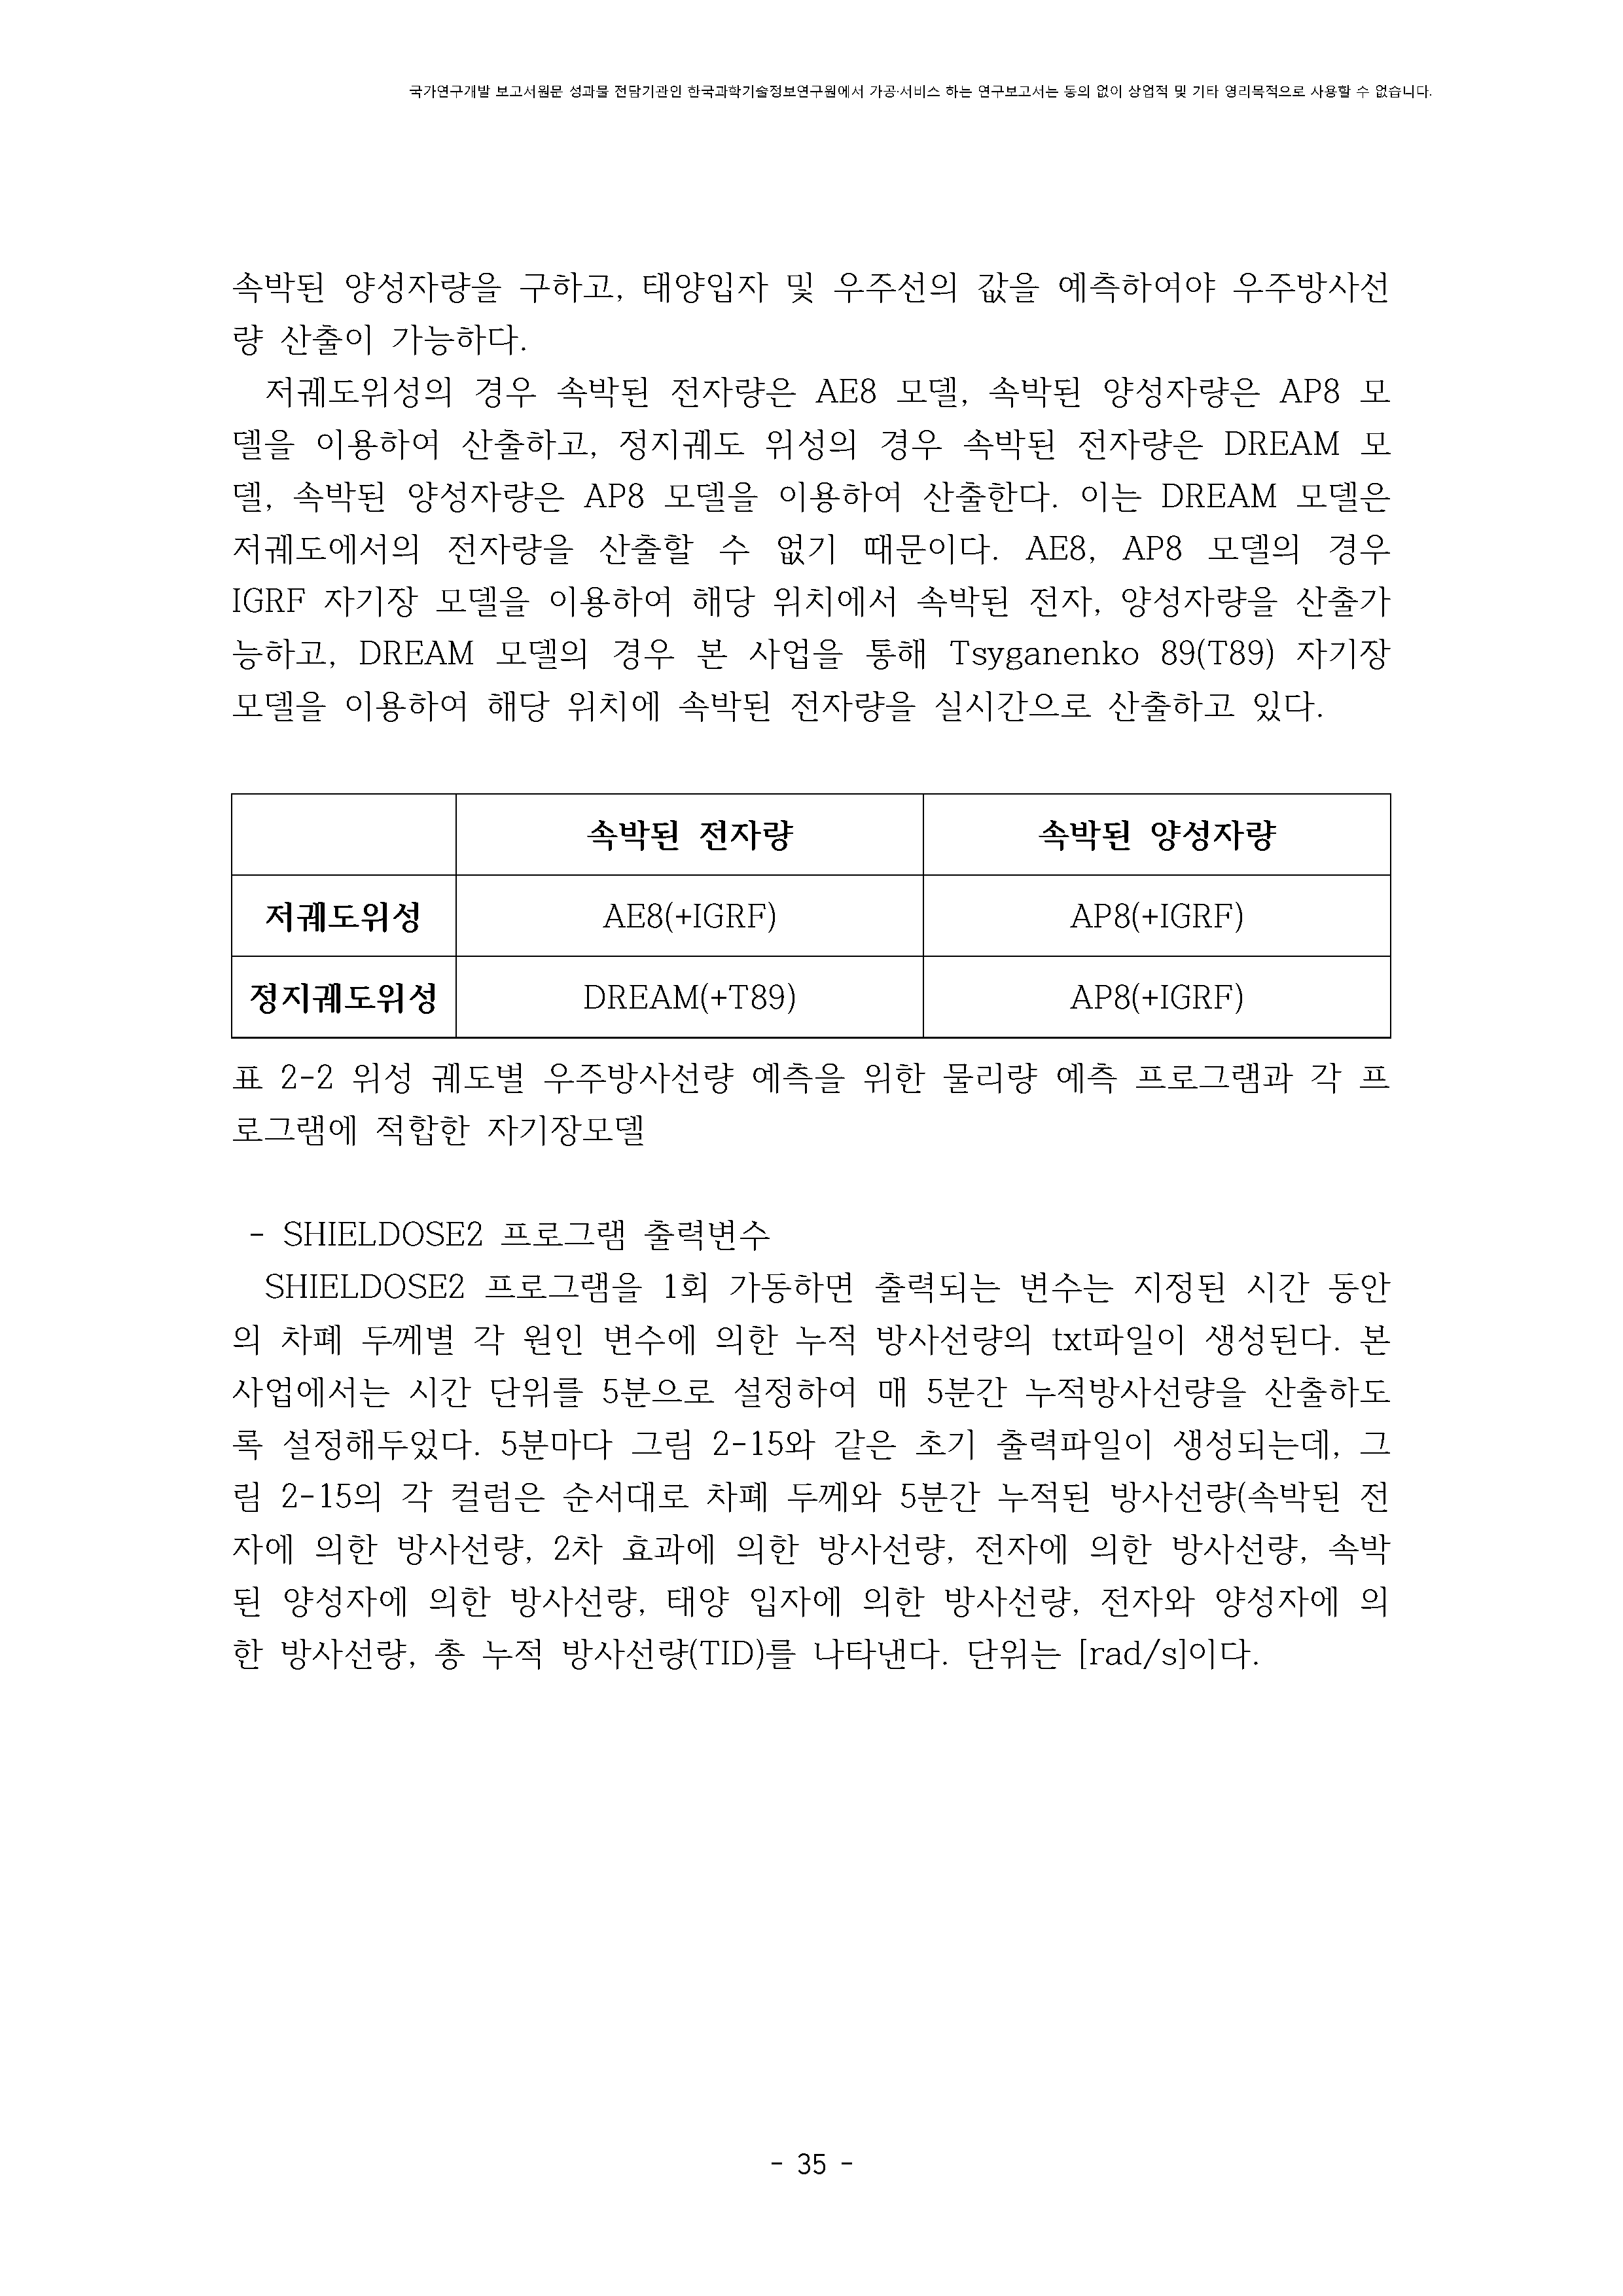 국가연구개발 보고서원문 성과물 전담기관인 한국과학기술정보연구원에서 가공·서비스 하는 연구보고서는 동의 없이 상업적 및 기타 영리목적으로 사용할 수 없습니다.
속박된 양성자량을 구하고, 태양입자 및 우주선의 값을 예측하여야 우주방사선
량 산출이 가능하다.
저궤도위성의 경우 속박된 전자량은 AE8 모델, 속박된 양성자량은 AP8 모
델을 이용하여 산출하고, 정지궤도 위성의 경우 속박된 전자량은 DREAM 모
델, 속박된 양성자량은 AP8 모델을 이용하여 산출한다. 이는 DREAM 모델은
저궤도에서의 전자량을 산출할 수 없기 때문이다. AE8, AP8 모델의 경우
IGRF 자기장 모델을 이용하여 해당 위치에서 속박된 전자, 양성자량을 산출가
능하고, DREAM 모델의 경우 본 사업을 통해 Tsyganenko 89(T89) 자기장
모델을 이용하여 해당 위치에 속박된 전자량을 실시간으로 산출하고 있다.
속박된 전자량 속박된 양성자량
저궤도위성 AE8(+IGRF) AP8(+IGRF)
정지궤도위성 DREAM(+T89) AP8(+IGRF)
표 2-2 위성 궤도별 우주방사선량 예측을 위한 물리량 예측 프로그램과 각 프
로그램에 적합한 자기장모델
- SHIELDOSE2 프로그램 출력변수
SHIELDOSE2 프로그램을 1회 가동하면 출력되는 변수는 지정된 시간 동안
의 차폐 두께별 각 원인 변수에 의한 누적 방사선량의 txt파일이 생성된다. 본
사업에서는 시간 단위를 5분으로 설정하여 매 5분간 누적방사선량을 산출하도
록 설정해두었다. 5분마다 그림 2-15와 같은 초기 출력파일이 생성되는데, 그
림 2-15의 각 컬럼은 순서대로 차폐 두께와 5분간 누적된 방사선량(속박된 전
자에 의한 방사선량, 2차 효과에 의한 방사선량, 전자에 의한 방사선량, 속박
된 양성자에 의한 방사선량, 태양 입자에 의한 방사선량, 전자와 양성자에 의
한 방사선량, 총 누적 방사선량(TID)를 나타낸다. 단위는 [rad/s]이다.
- 35 -